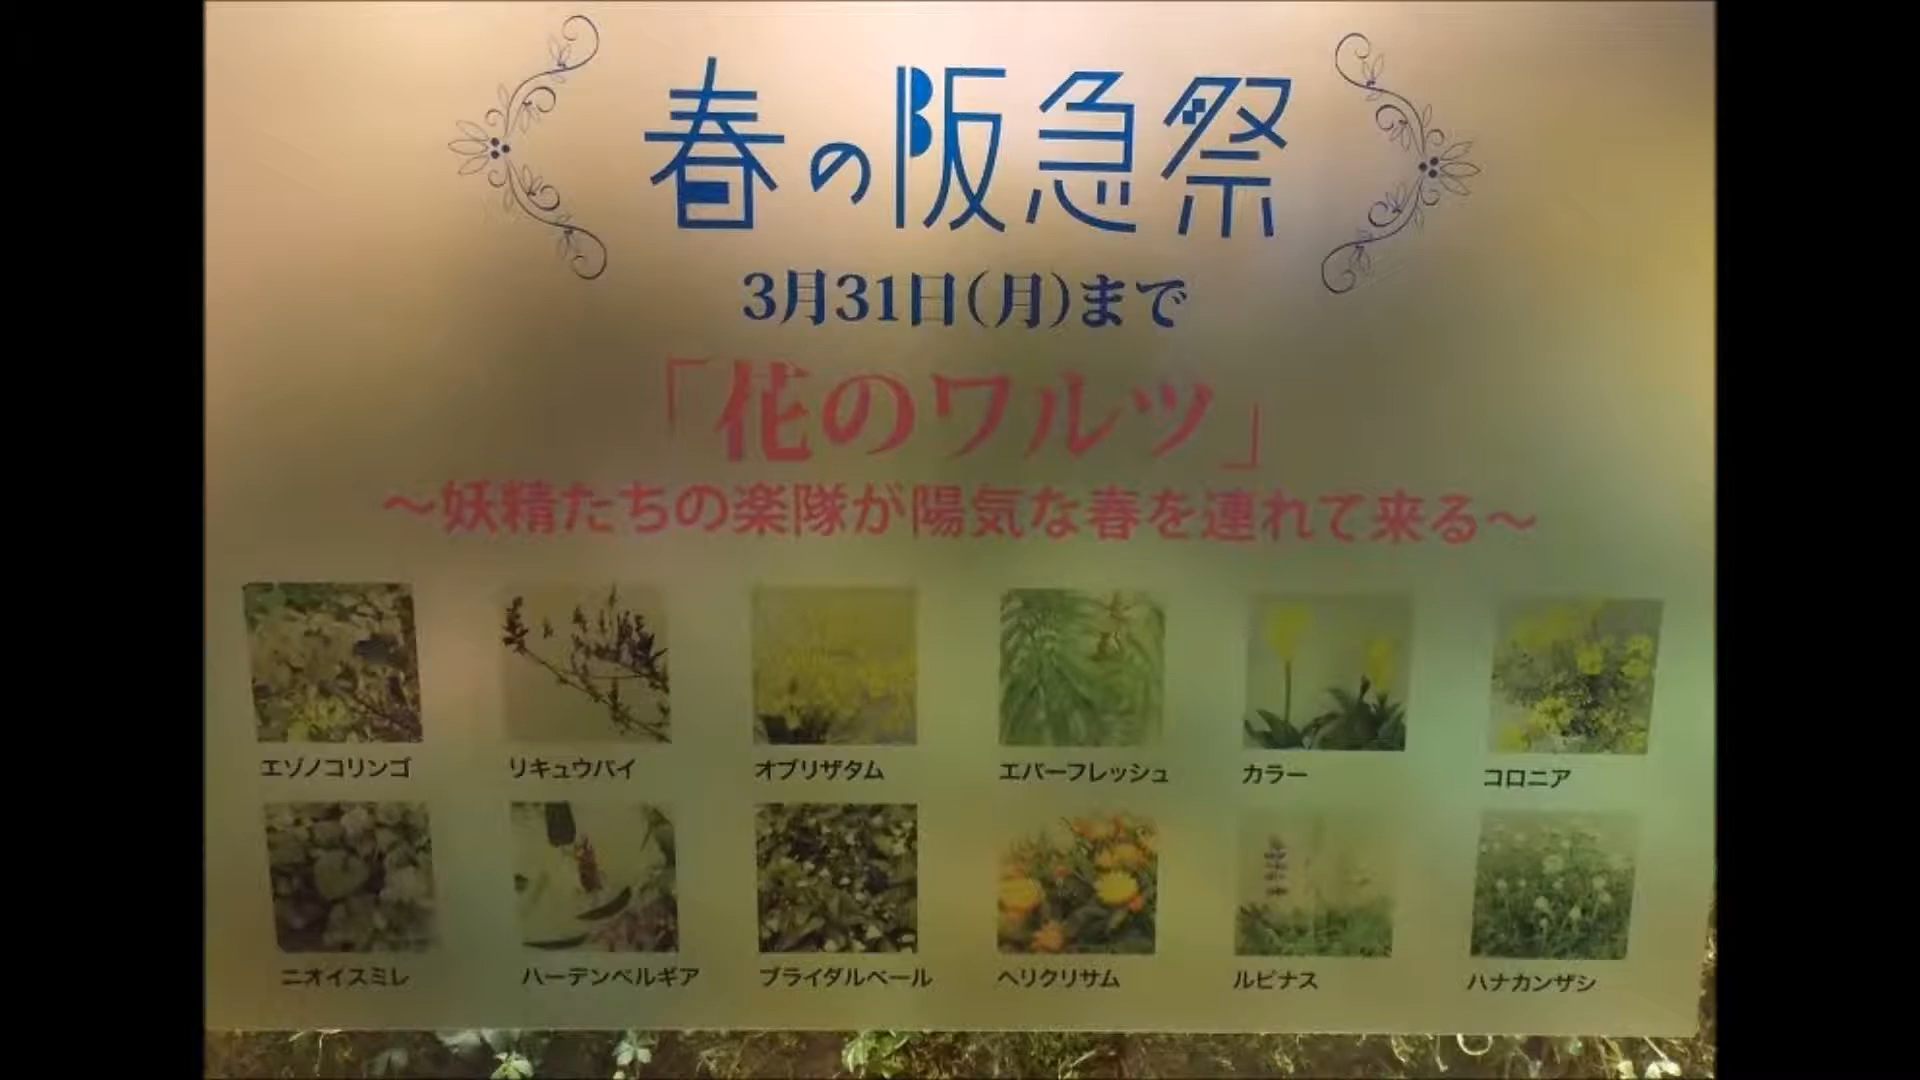 春の阪急祭
3月31日(月)まで
「花のワルツ」
～妖精たちの楽隊が陽気な春を連れて来る～
エゾノコリンゴ
リキュウバイ
オブリザタム
エバーフレッシュ
カラー
コロニア
ニオイスミレ
ハーデンベルギア
ブライダルベール
ヘリクリサム
ルピナス
ハナカンザシ